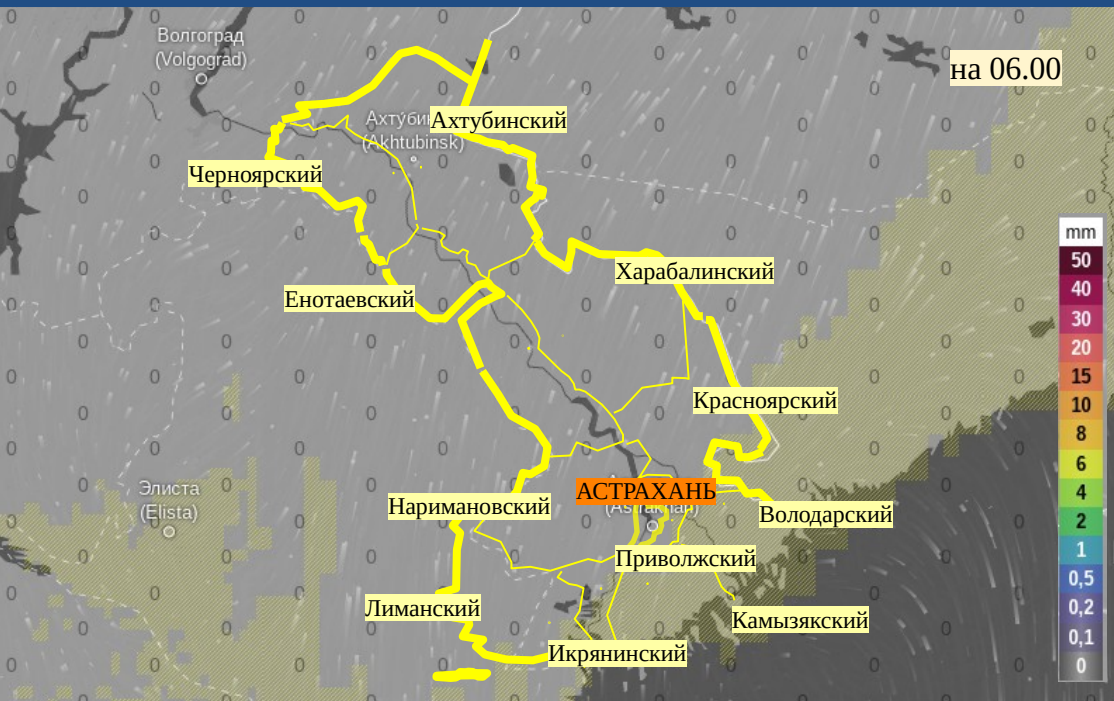 Волгоград
(Volgograd)
на 06.00
Ахтуби
Ахтубинский
(Akhtubinsk)
Черноярский
Харабалинский
Енотаевский
Красноярский
mm
50
40
30
20
15
10
8
6
4
2
1
0,5
0,2
0,1
0
Элиста
(Elista)
АСТРАХАНЬ
(Astrakhan)
Наримановский
Володарский
Приволжский
Лиманский
Камызякский
Икрянинский